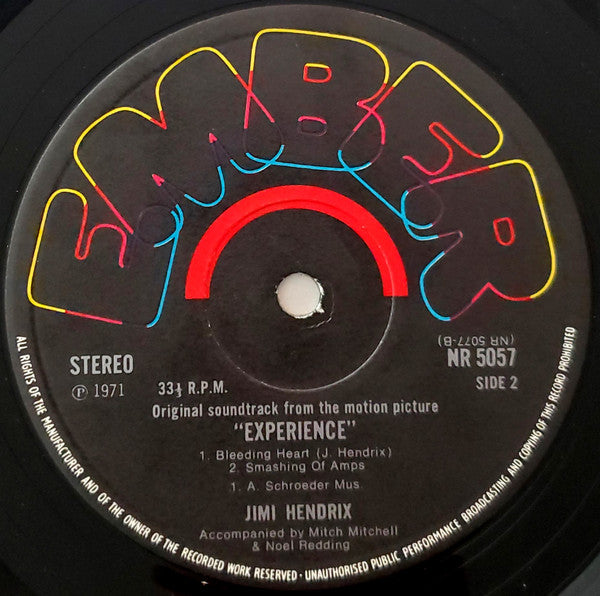 EMBER
STEREO
℗ 1971
33⅓ R.P.M.
(NR 5077-B)
NR 5057
SIDE 2
Original soundtrack from the motion picture
"EXPERIENCE"
1. Bleeding Heart (J. Hendrix)
2. Smashing Of Amps
1. A. Schroeder Mus.
JIMI HENDRIX
Accompanied by Mitch Mitchell
& Noel Redding
ALL RIGHTS OF THE MANUFACTURER AND OF THE OWNER OF THE RECORDED WORK RESERVED - UNAUTHORISED PUBLIC PERFORMANCE BROADCASTING AND COPYING OF THIS RECORD PROHIBITED